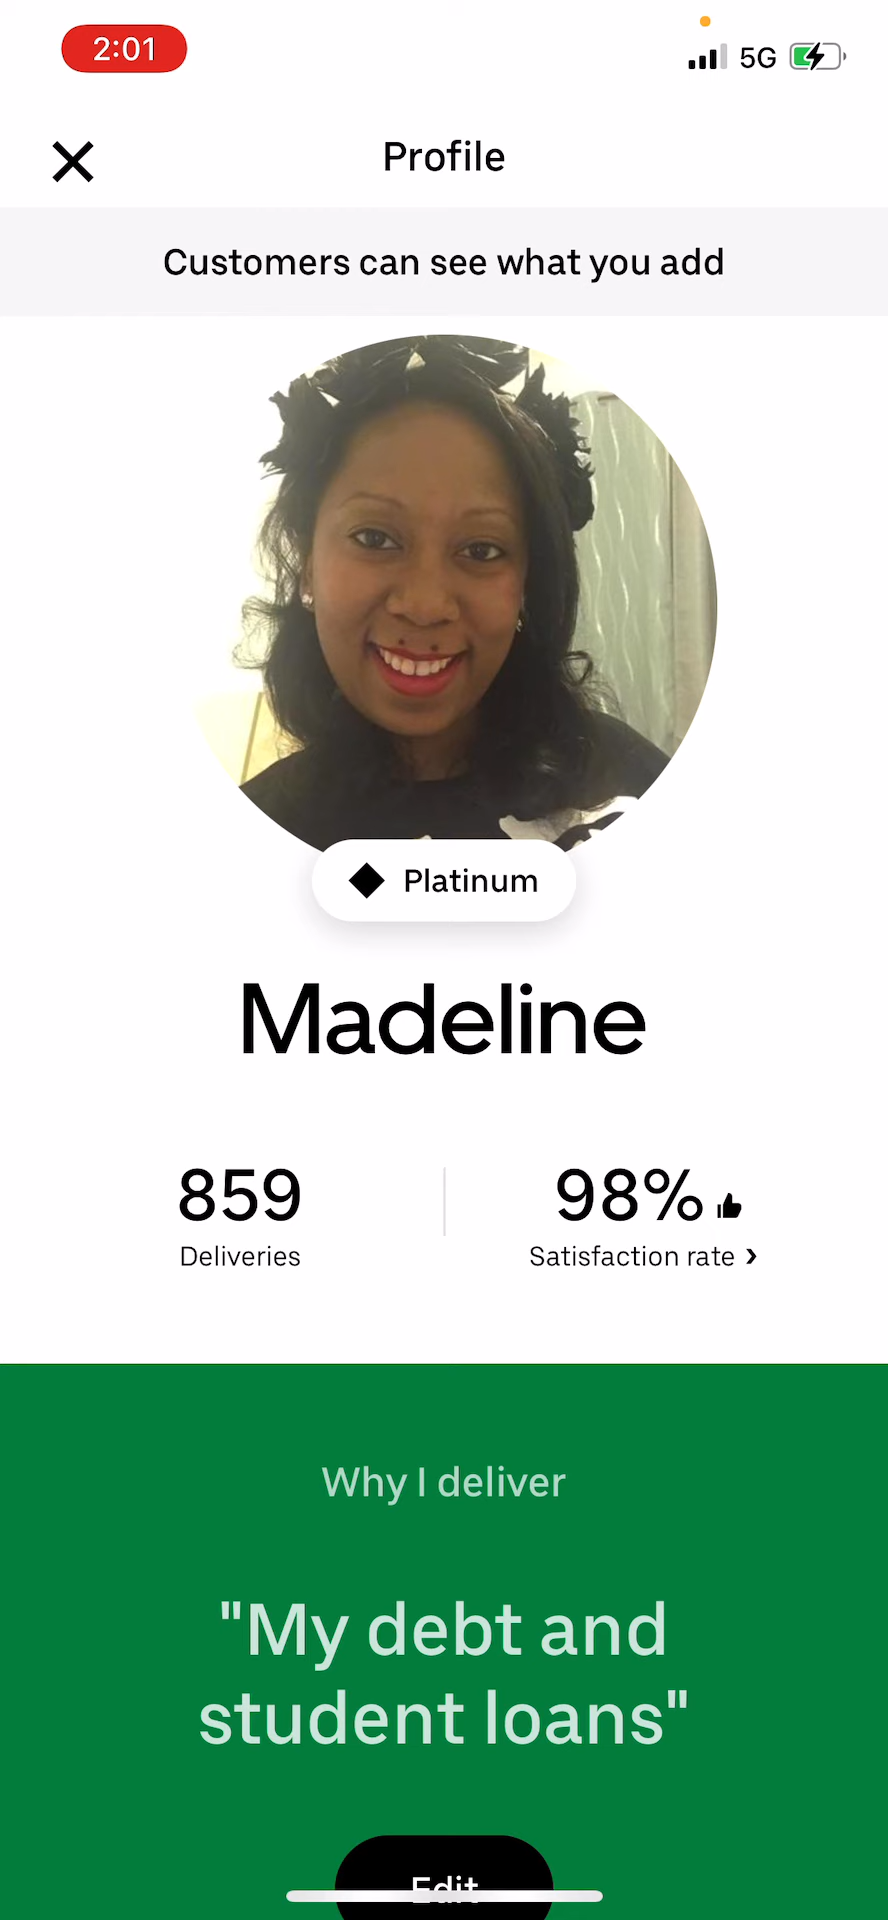 2:01
5G
Profile
Customers can see what you add
Platinum
Madeline
859
98%
Deliveries
Satisfaction rate
Why I deliver
"My debt and
student loans"
Edit